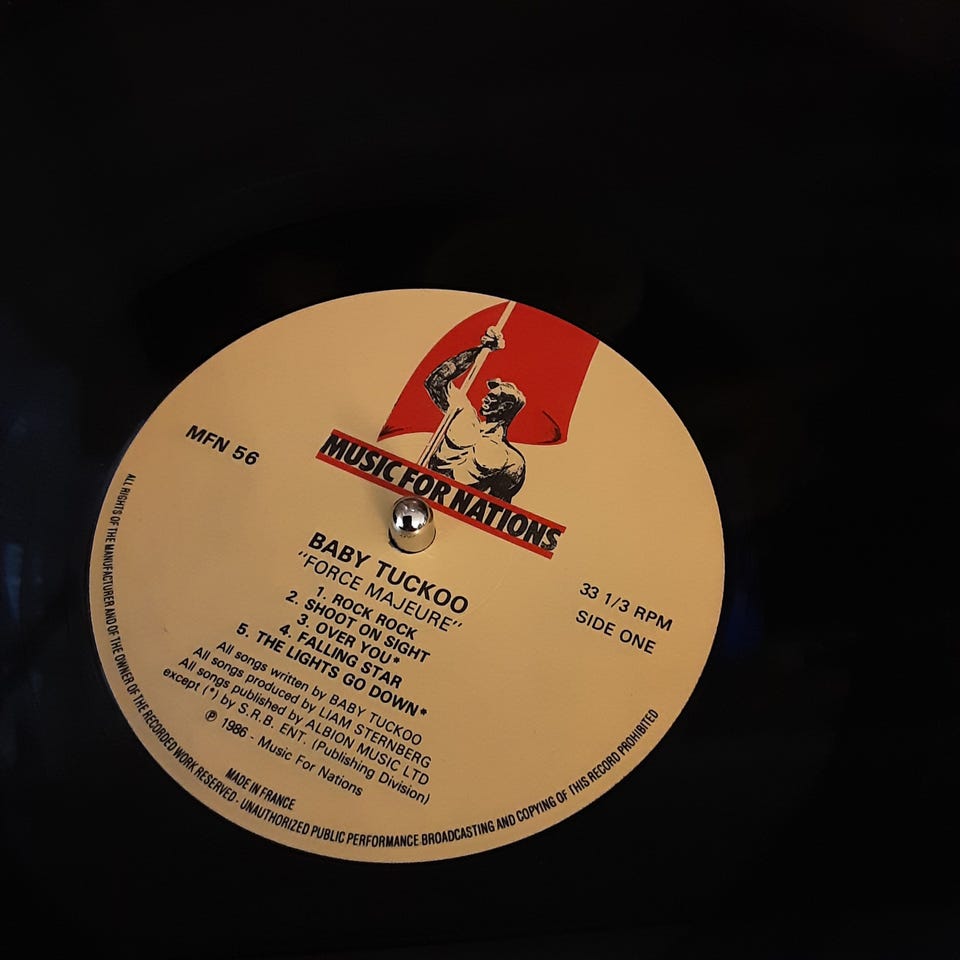 MFN 56
MUSIC FOR NATIONS
BABY TUCKOO
"FORCE MAJEURE"
33 1/3 RPM
SIDE ONE
1. ROCK ROCK
2. SHOOT ON SIGHT
3. OVER YOU*
4. FALLING STAR
5. THE LIGHTS GO DOWN*
All songs written by BABY TUCKOO
All songs produced by LIAM STERNBERG
All songs published by ALBION MUSIC LTD
except (*) by S.R.B. ENT. (Publishing Division)
℗ 1986 - Music For Nations
MADE IN FRANCE
ALL RIGHTS OF THE MANUFACTURER AND OF THE OWNER OF THE RECORDED WORK RESERVED - UNAUTHORIZED PUBLIC PERFORMANCE BROADCASTING AND COPYING OF THIS RECORD PROHIBITED